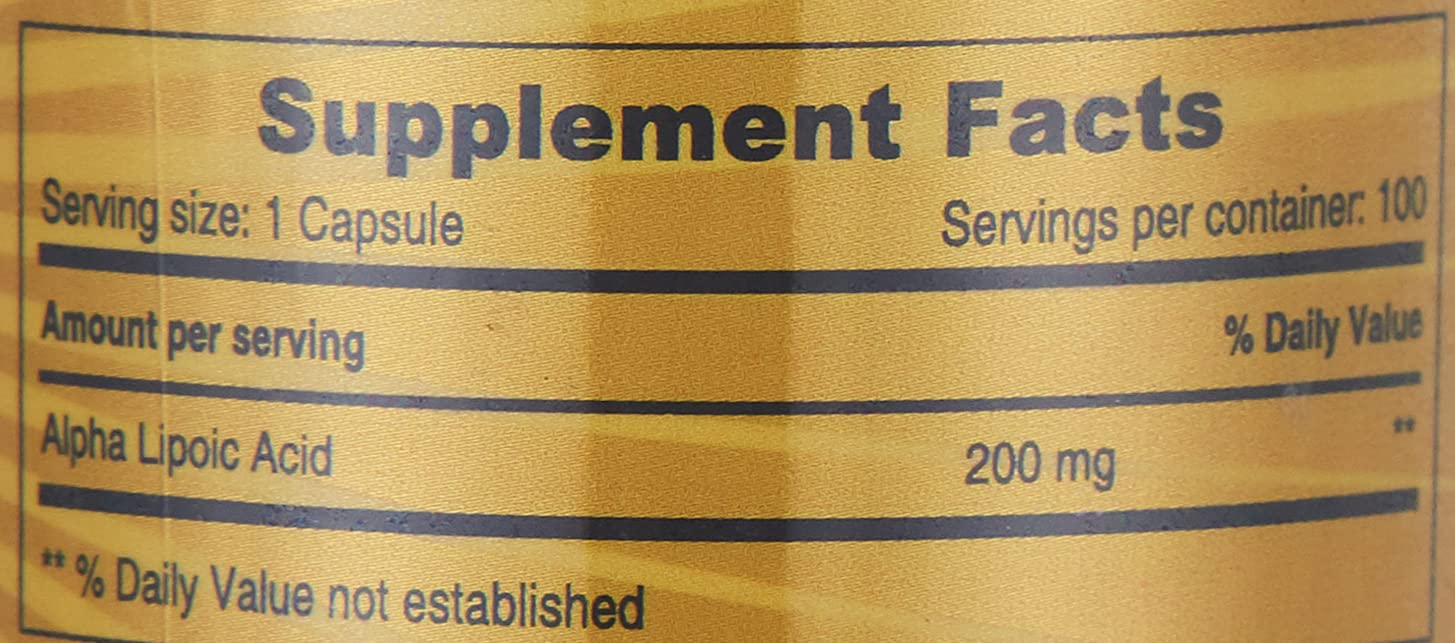 Supplement Facts
Serving size: 1 Capsule Servings per container: 100
Amount per serving % Daily Value
Alpha Lipoic Acid 200 mg **
** % Daily Value not established